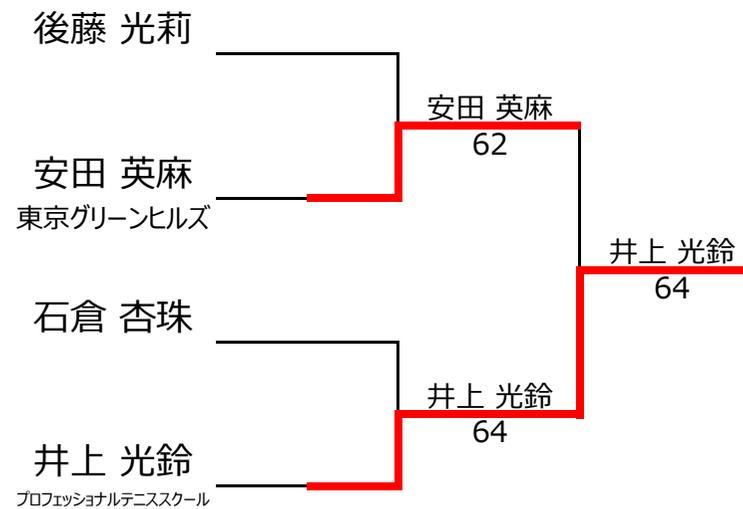 後藤 光莉
安田 英麻
62
安田 英麻
東京グリーンヒルズ
井上 光鈴
64
石倉 杏珠
井上 光鈴
64
井上 光鈴
プロフェッショナルテニススクール